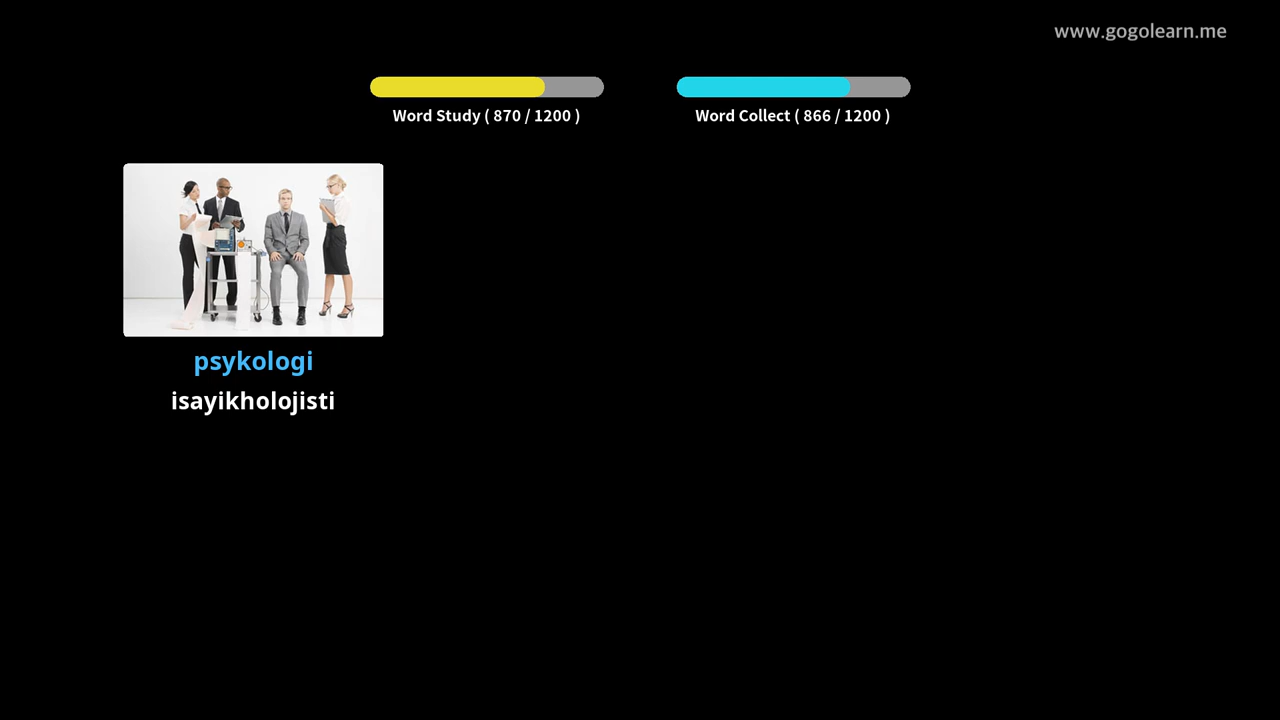 www.gogolearn.me
Word Study ( 870 / 1200 )
Word Collect ( 866 / 1200 )
psykologi
isayikholojisti